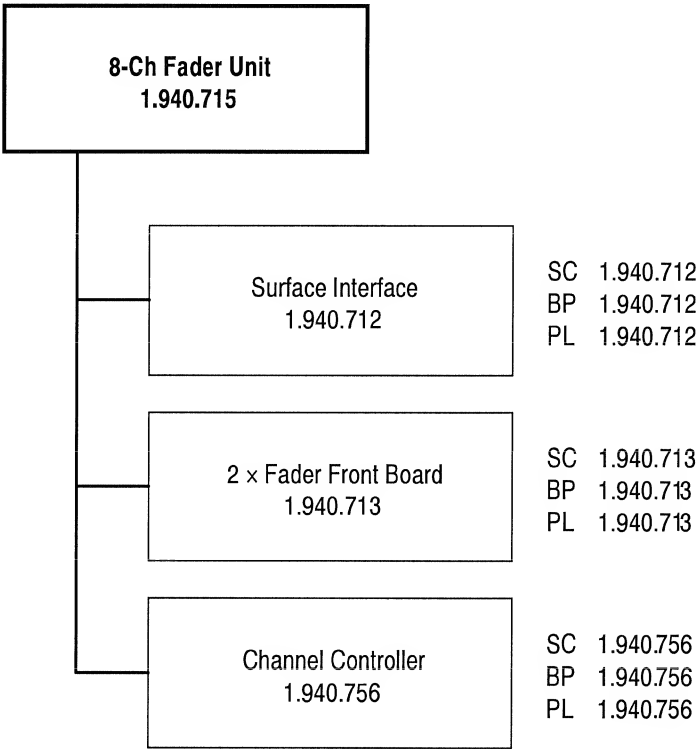 8-Ch Fader Unit
1.940.715
Surface Interface
1.940.712
SC 1.940.712
BP 1.940.712
PL 1.940.712
2 × Fader Front Board
1.940.713
SC 1.940.713
BP 1.940.713
PL 1.940.713
Channel Controller
1.940.756
SC 1.940.756
BP 1.940.756
PL 1.940.756